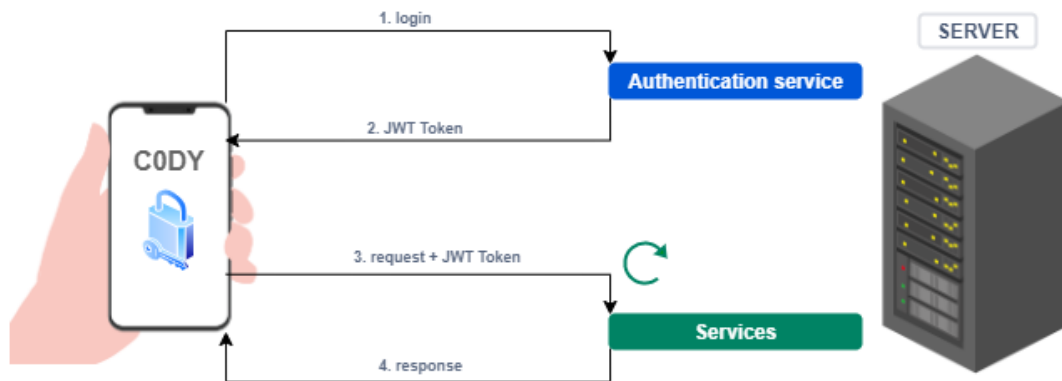 1. login
SERVER
Authentication service
2. JWT Token
C0DY
3. request + JWT Token
Services
4. response